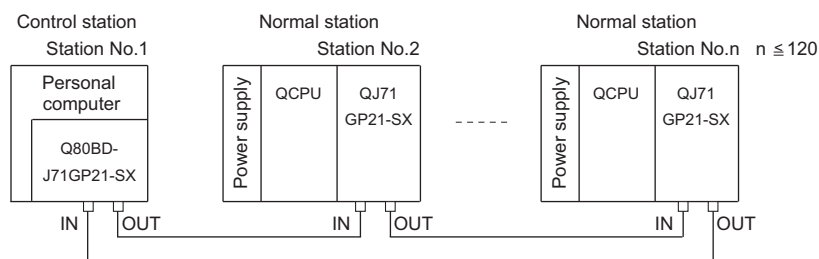 Control station
Station No.1
Personal
computer
Q80BD-
J71GP21-SX
IN
OUT
Normal station
Station No.2
Power supply
QCPU
QJ71
GP21-SX
IN
OUT
Normal station
Station No.n n ≦120
Power supply
QCPU
QJ71
GP21-SX
IN
OUT